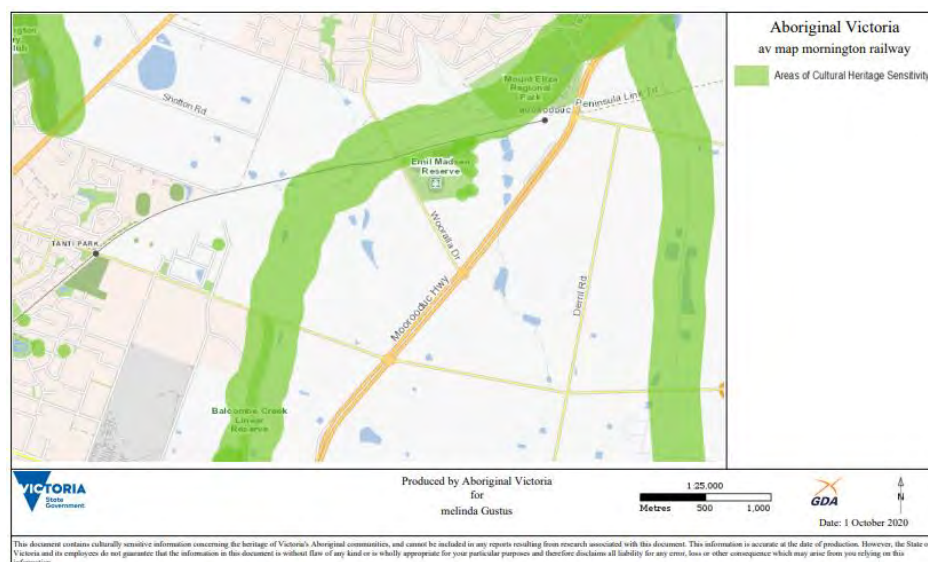 Aboriginal Victoria
av map mornington railway
Areas of Cultural Heritage Sensitivity
Shotton Rd
Mount Eliza
Regional
Park
MOOROODUC
Peninsula Link Trl
Emil Madsen
Reserve
Wooralla Dr
TANTI PARK
Moorooduc Hwy
Derril Rd
Balcombe Creek
Linear
Reserve
VICTORIA
State
Government
Produced by Aboriginal Victoria
for
melinda Gustus
1:25,000
Metres 500 1,000
GDA
N
Date: 1 October 2020
This document contains culturally sensitive information concerning the heritage of Victoria's Aboriginal communities, and cannot be included in any reports resulting from research associated with this document. This information is accurate at the date of production. However, the State of
Victoria and its employees do not guarantee that the information in this document is without flaw of any kind or is wholly appropriate for your particular purposes and therefore disclaims all liability for any error, loss or other consequence which may arise from you relying on this
information